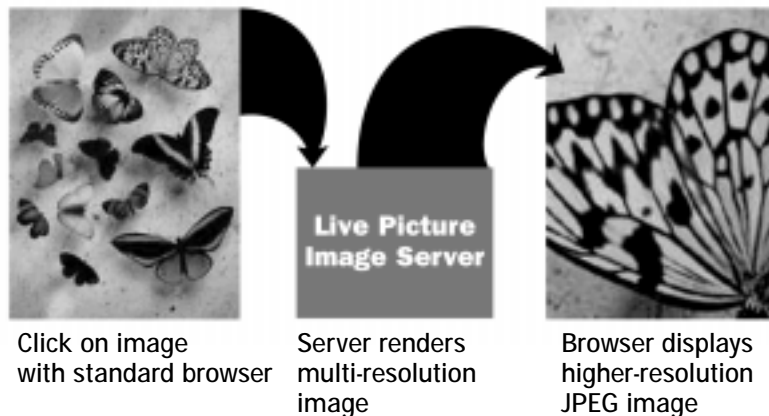 Live Picture
Image Server
Click on image
with standard browser
Server renders
multi-resolution
image
Browser displays
higher-resolution
JPEG image